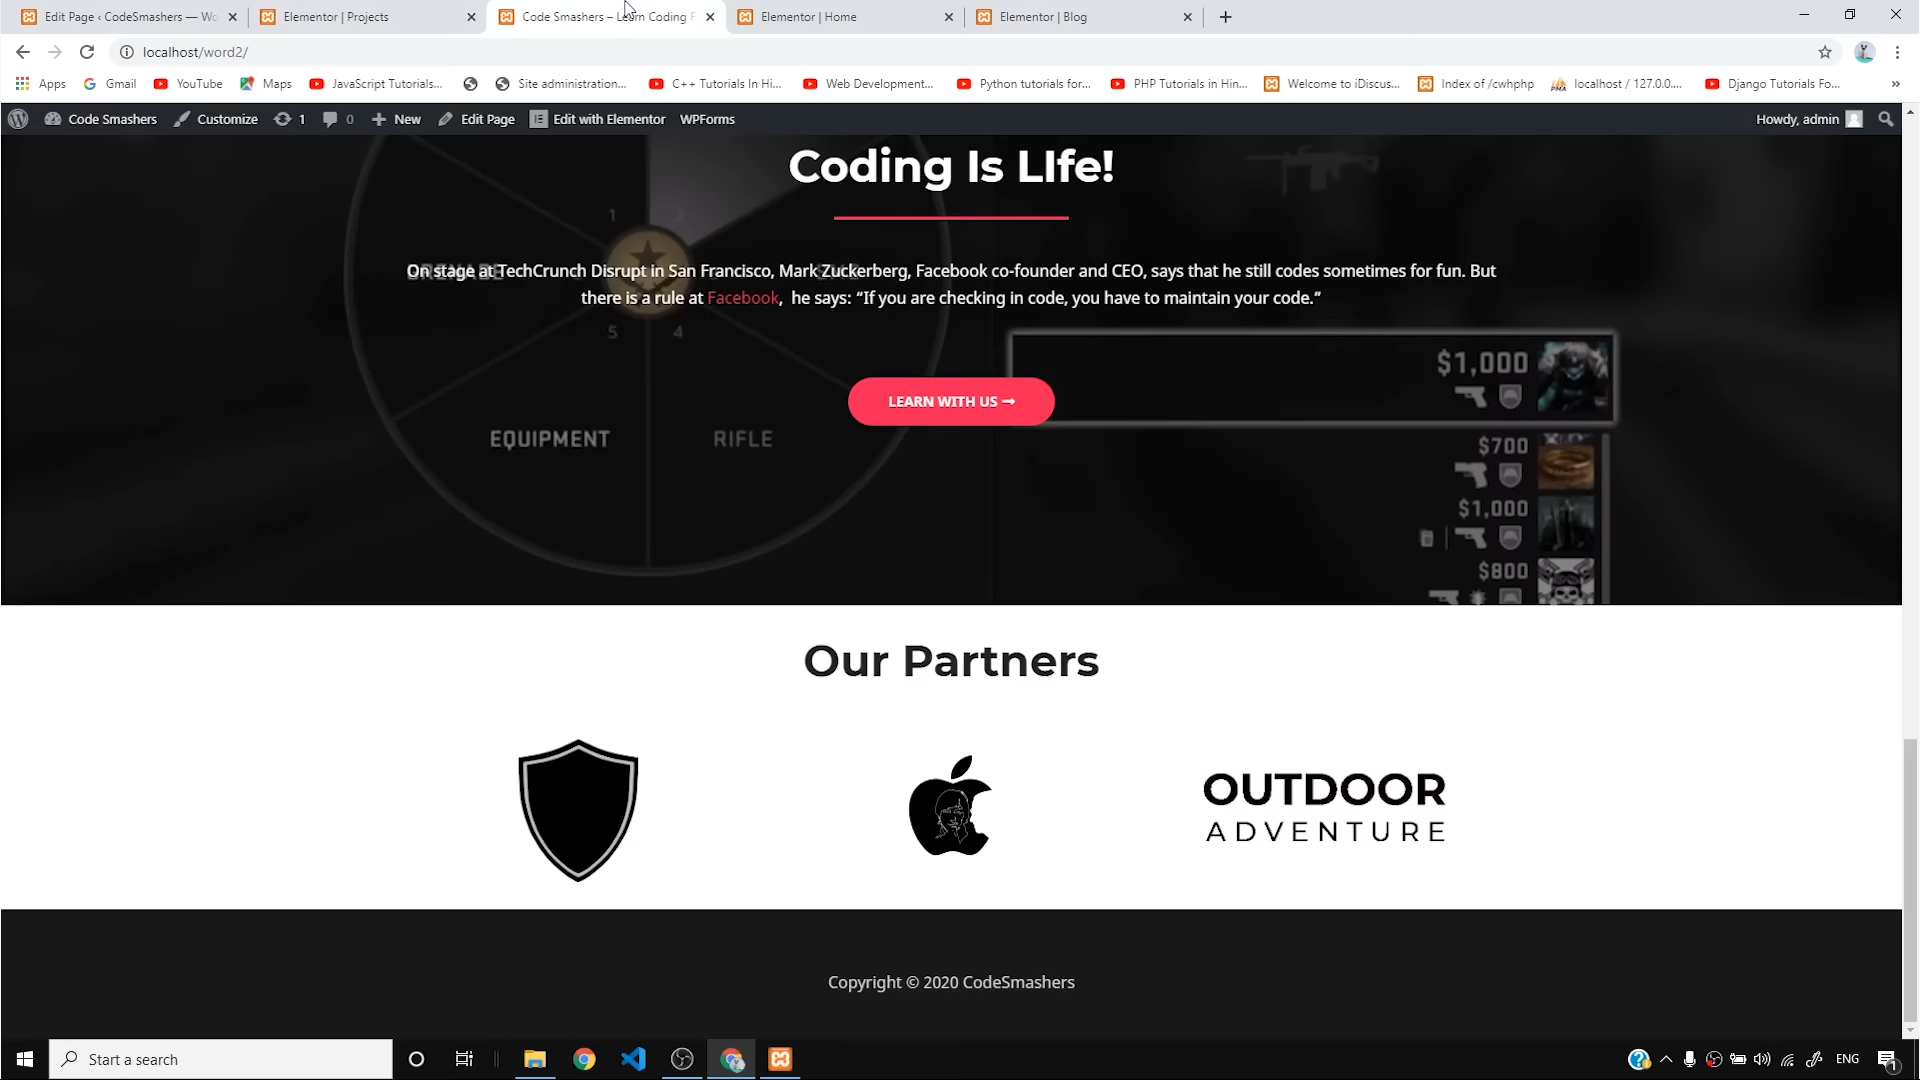 Edit Page ‹ CodeSmashers — Wo
Elementor | Projects
Code Smashers – Learn Coding F
Elementor | Home
Elementor | Blog
localhost/word2/
Apps
Gmail
YouTube
Maps
JavaScript Tutorials...
Site administration...
C++ Tutorials In Hi...
Web Development...
Python tutorials for...
PHP Tutorials in Hin...
Welcome to iDiscus...
Index of /cwhphp
localhost / 127.0.0....
Django Tutorials Fo...
Code Smashers
Customize
1
0
New
Edit Page
Edit with Elementor
WPForms
Howdy, admin
Coding Is LIfe!
1
On stage at TechCrunch Disrupt in San Francisco, Mark Zuckerberg, Facebook co-founder and CEO, says that he still codes sometimes for fun. But
there is a rule at Facebook, he says: “If you are checking in code, you have to maintain your code.”
5
4
$1,000
LEARN WITH US
EQUIPMENT
RIFLE
$700
$1,000
$800
Our Partners
OUTDOOR
ADVENTURE
Copyright © 2020 CodeSmashers
Start a search
ENG
1